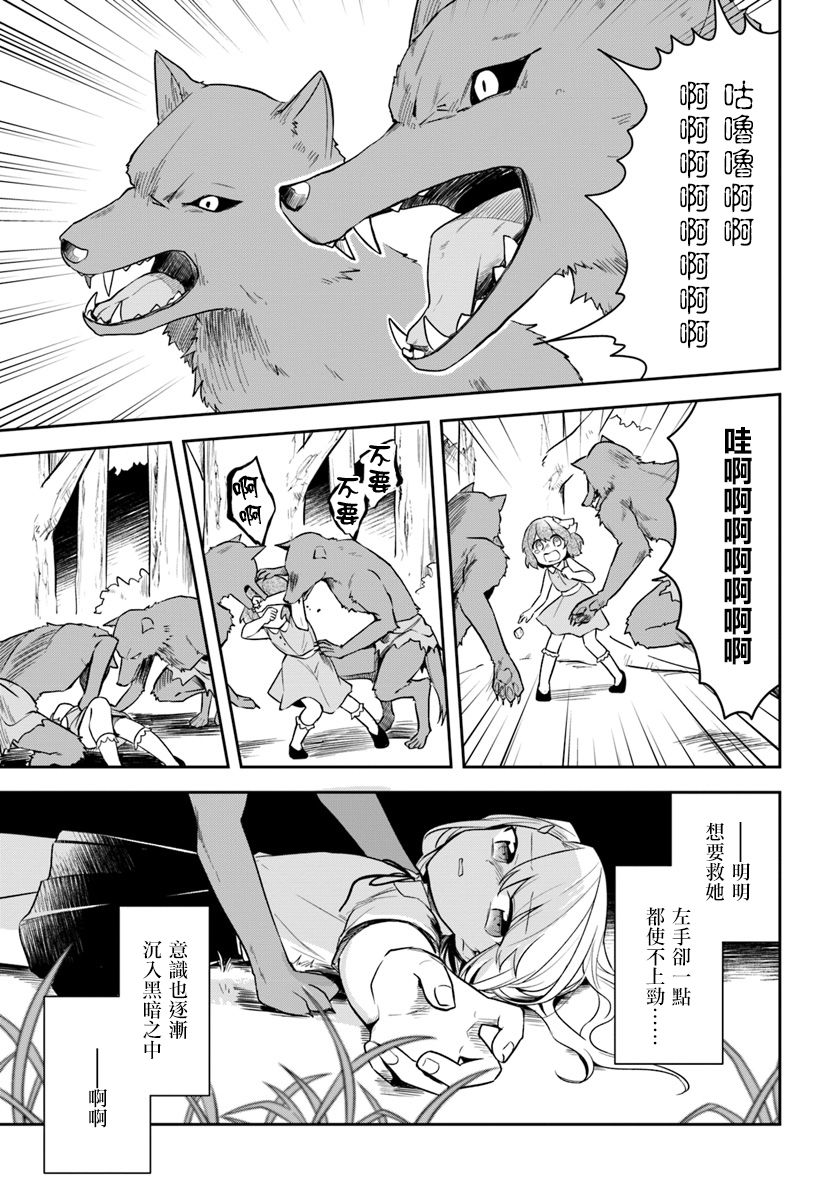 咕嚕嚕啊啊
啊啊啊啊啊啊啊啊
哇啊啊啊啊啊啊啊
不要
不要
啊啊
——明明
想要救她
左手卻一點
都使不上勁……
意識也逐漸
沉入黑暗之中
——啊啊